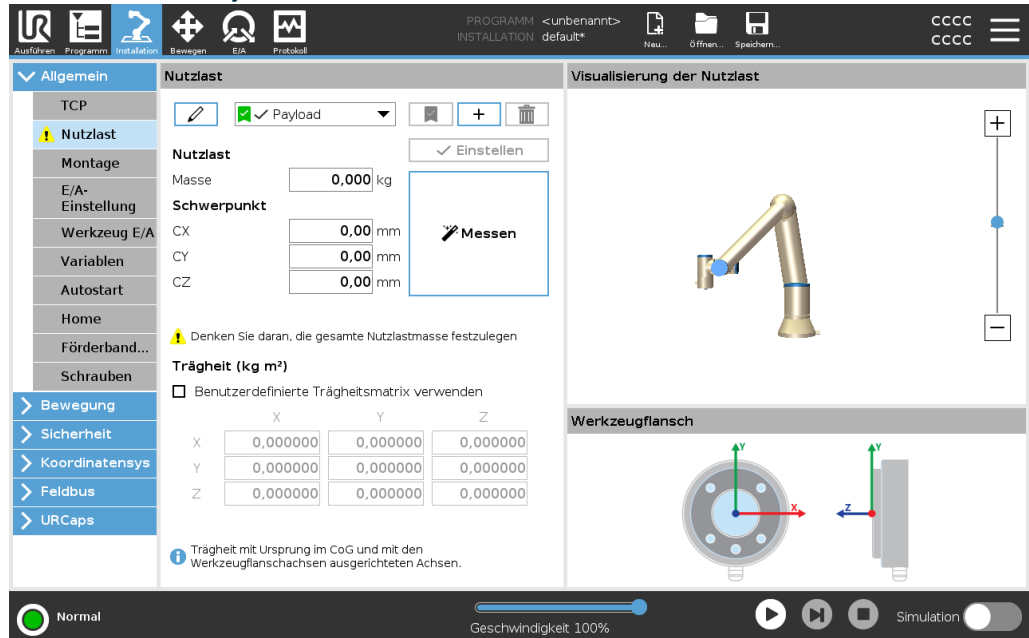 UR
Ausführen Programm Installation Bewegen E/A Protokoll
PROGRAMM <unbenannt>
INSTALLATION default*
Neu... Öffnen... Speichern...
CCCC
CCCC
Allgemein
TCP
Nutzlast
Montage
E/A-
Einstellung
Werkzeug E/A
Variablen
Autostart
Home
Förderband...
Schrauben
Bewegung
Sicherheit
Koordinatensys
Feldbus
URCaps
Nutzlast
Payload
Einstellen
Nutzlast
Masse 0,000 kg
Schwerpunkt
CX 0,00 mm
CY 0,00 mm
CZ 0,00 mm
Messen
Denken Sie daran, die gesamte Nutzlastmasse festzulegen
Trägheit (kg m²)
Benutzerdefinierte Trägheitsmatrix verwenden
X Y Z
X 0,000000 0,000000 0,000000
Y 0,000000 0,000000 0,000000
Z 0,000000 0,000000 0,000000
Trägheit mit Ursprung im CoG und mit den
Werkzeugflanschachsen ausgerichteten Achsen.
Visualisierung der Nutzlast
Werkzeugflansch
Y
X
Y
Z
Normal
Geschwindigkeit 100%
Simulation